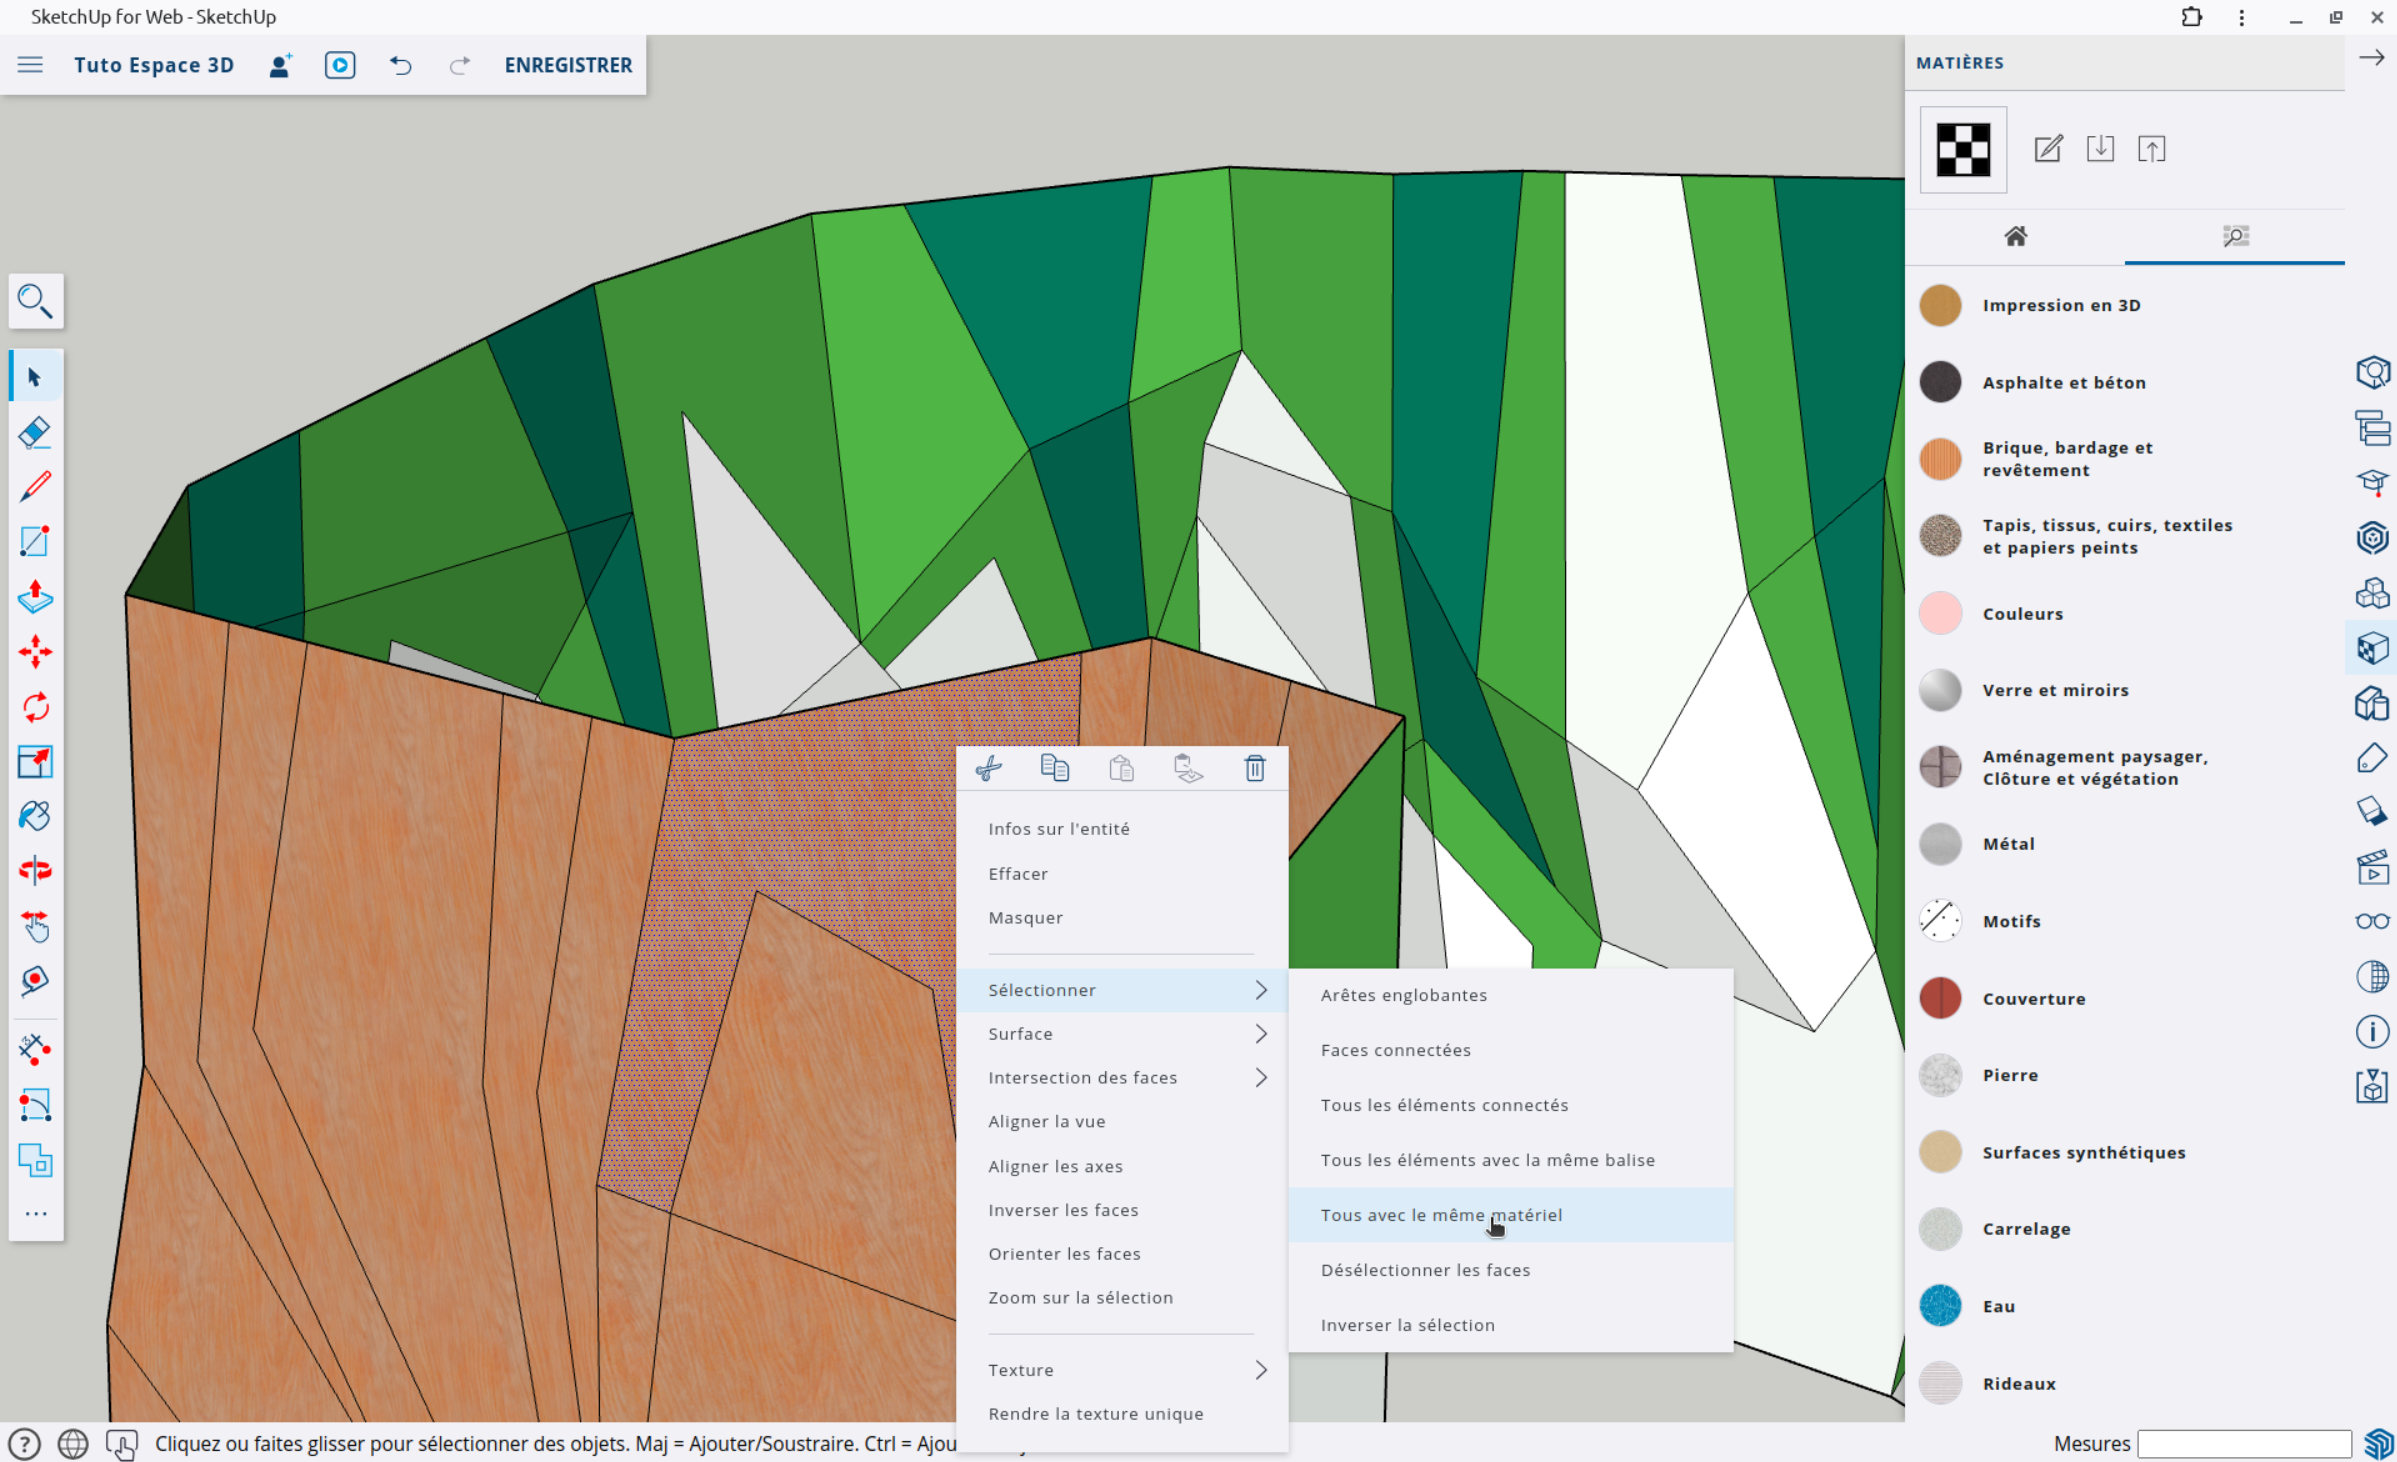 SketchUp for Web - SketchUp
Tuto Espace 3D
ENREGISTRER
MATIÈRES
Impression en 3D
Asphalte et béton
Brique, bardage et
revêtement
Tapis, tissus, cuirs, textiles
et papiers peints
Couleurs
Verre et miroirs
Aménagement paysager,
Clôture et végétation
Métal
Motifs
Couverture
Pierre
Surfaces synthétiques
Carrelage
Eau
Rideaux
Infos sur l'entité
Effacer
Masquer
Sélectionner
Surface
Intersection des faces
Aligner la vue
Aligner les axes
Inverser les faces
Orienter les faces
Zoom sur la sélection
Texture
Rendre la texture unique
Arêtes englobantes
Faces connectées
Tous les éléments connectés
Tous les éléments avec la même balise
Tous avec le même matériel
Désélectionner les faces
Inverser la sélection
Cliquez ou faites glisser pour sélectionner des objets. Maj = Ajouter/Soustraire. Ctrl = Ajou
Mesures